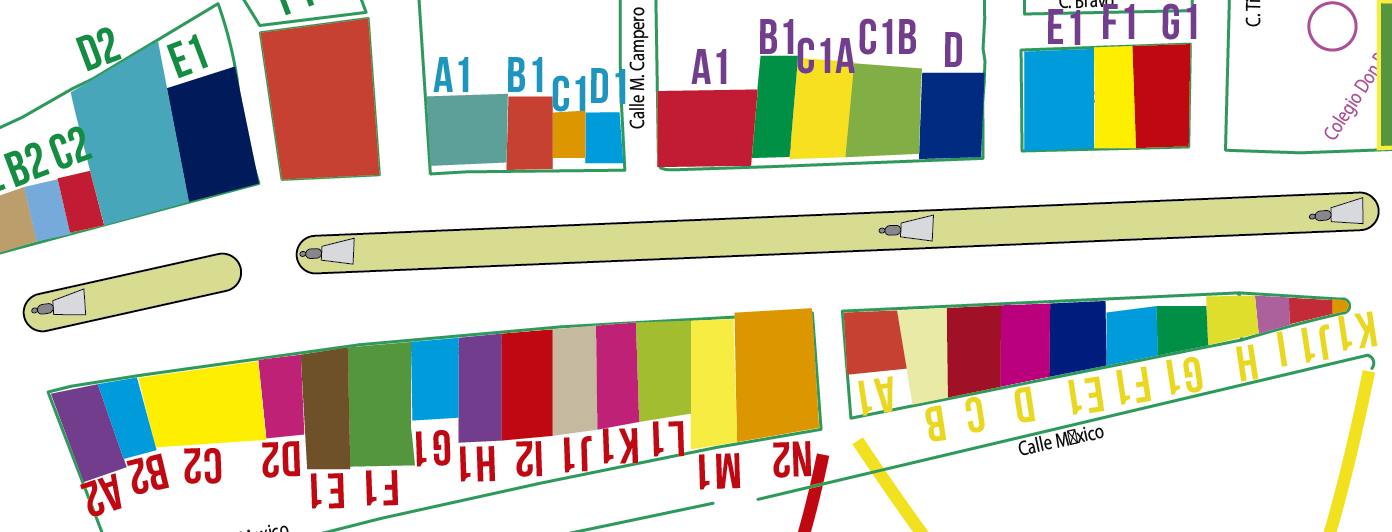 D2
E1
B2
C2
A1
B1
C1
D1
Calle M. Campero
A1
B1
C1A
C1B
D
C. Bravo
E1
F1
G1
Colegio Don
A2
B2
C2
D2
E1
F1
G1
H1
I2
J1
K1
L1
M1
N2
A1
B
C
D
E1
F1
G1
H
I
J1
K1
Calle México